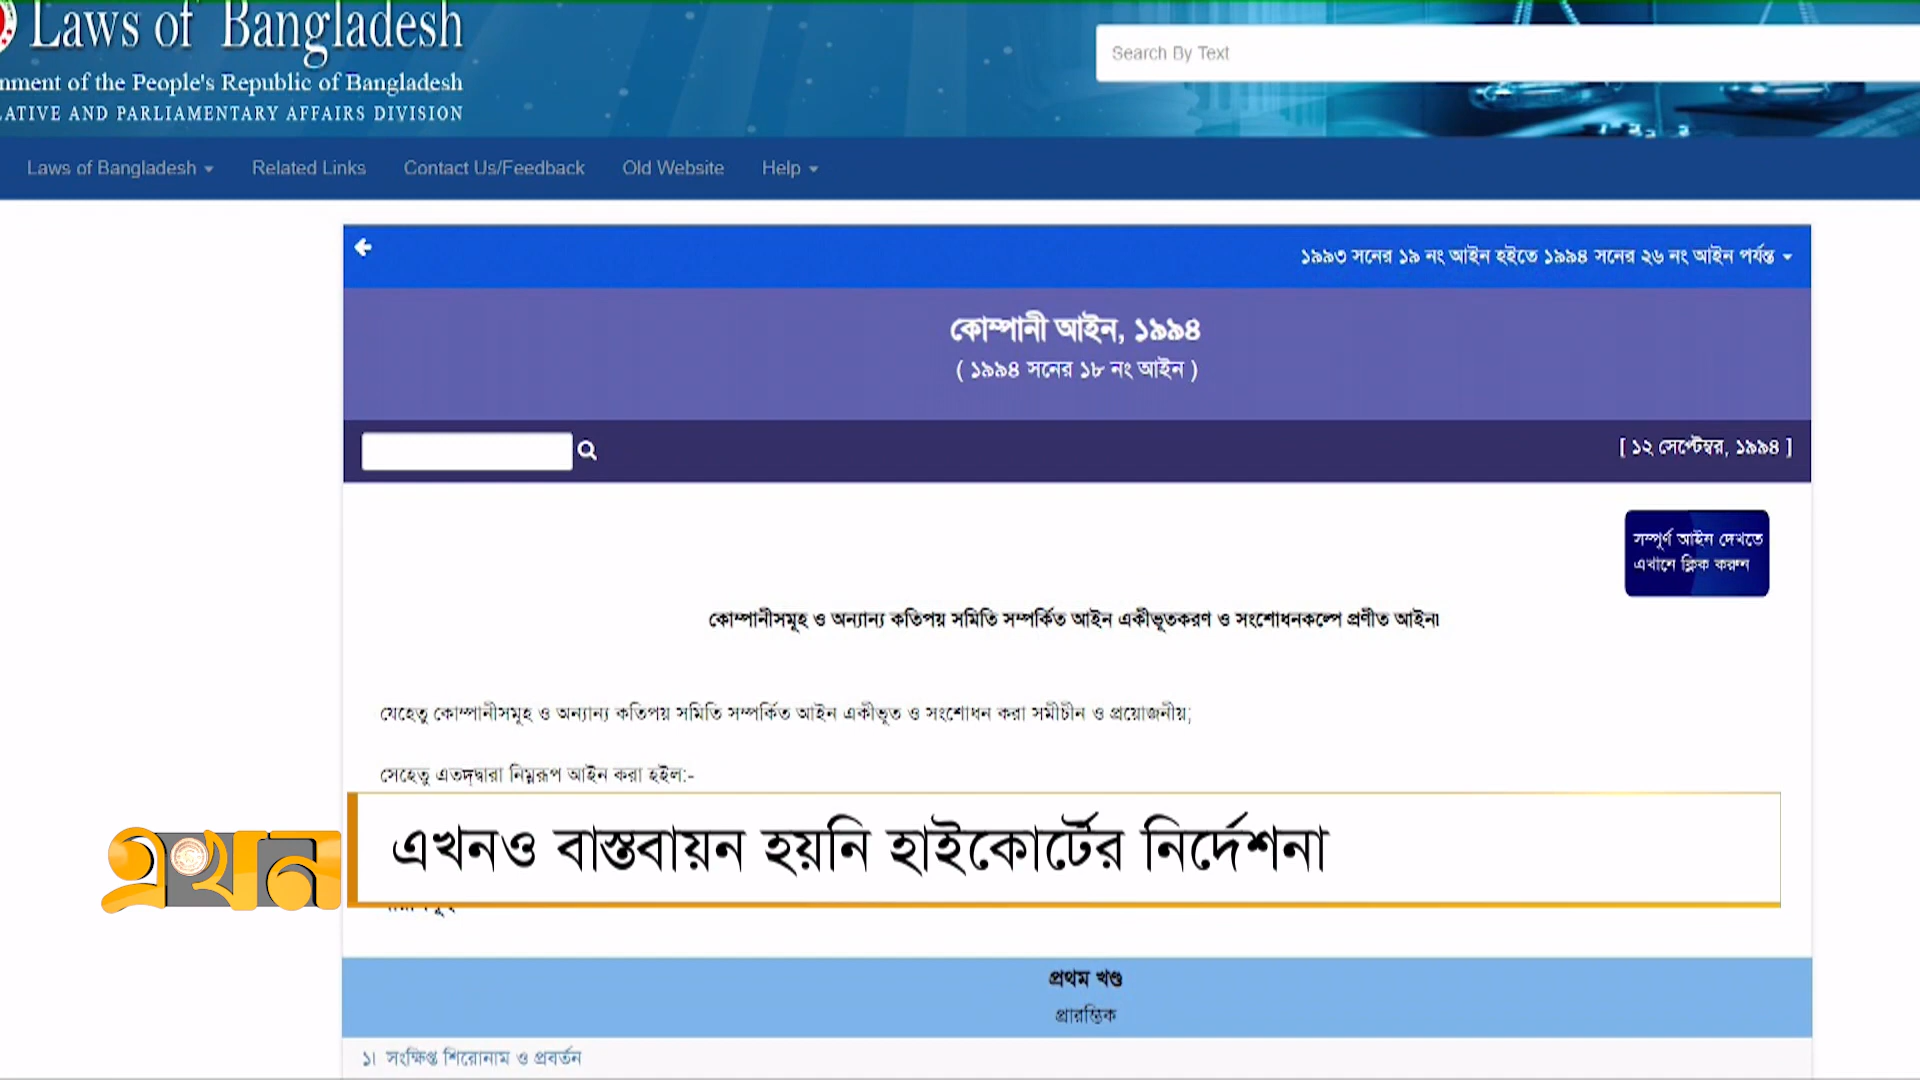 Laws of Bangladesh
nment of the People's Republic of Bangladesh
LATIVE AND PARLIAMENTARY AFFAIRS DIVISION
Search By Text
Laws of Bangladesh Related Links Contact Us/Feedback Old Website Help
১৯৯৩ সনের ১৯ নং আইন হইতে ১৯৯৪ সনের ২৬ নং আইন পর্যন্ত
কোম্পানী আইন, ১৯৯৪
( ১৯৯৪ সনের ১৮ নং আইন )
[ ১২ সেপ্টেম্বর, ১৯৯৪ ]
সম্পূর্ণ আইন দেখতে
এখানে ক্লিক করুন
কোম্পানীসমূহ ও অন্যান্য কতিপয় সমিতি সম্পর্কিত আইন একীভূতকরণ ও সংশোধনকল্পে প্রণীত আইন৷
যেহেতু কোম্পানীসমূহ ও অন্যান্য কতিপয় সমিতি সম্পর্কিত আইন একীভূত ও সংশোধন করা সমীচীন ও প্রয়োজনীয়;
সেহেতু এতদ্দ্বারা নিম্নরূপ আইন করা হইল:-
এখন
এখনও বাস্তবায়ন হয়নি হাইকোর্টের নির্দেশনা
প্রথম খণ্ড
প্রারম্ভিক
১৷ সংক্ষিপ্ত শিরোনাম ও প্রবর্তন